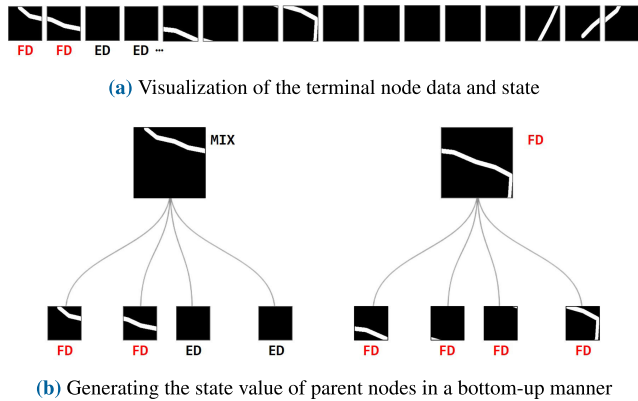 FD FD ED ED ...
(a) Visualization of the terminal node data and state
MIX FD
FD FD ED ED FD FD FD FD
(b) Generating the state value of parent nodes in a bottom-up manner